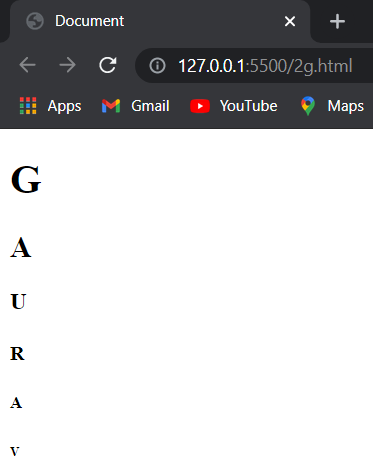 Document
127.0.0.1:5500/2g.html
Apps Gmail YouTube Maps
G
A
U
R
A
V